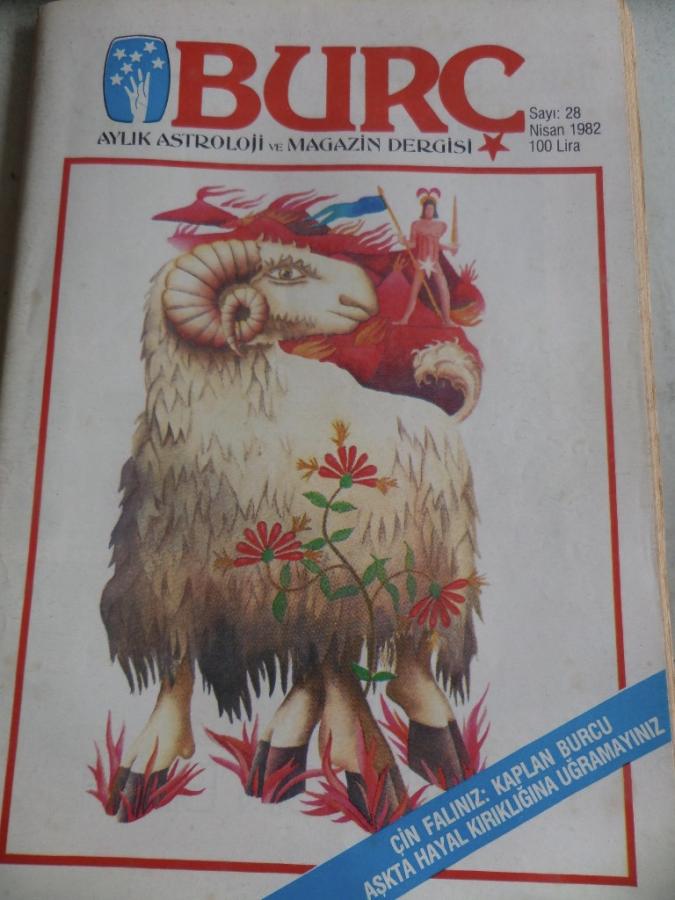 BURÇ
AYLIK ASTROLOJİ VE MAGAZİN DERGİSİ
Sayı: 28
Nisan 1982
100 Lira
ÇİN FALINIZ: KAPLAN BURCU
AŞKTA HAYAL KIRIKLIĞINA UĞRAMAYINIZ